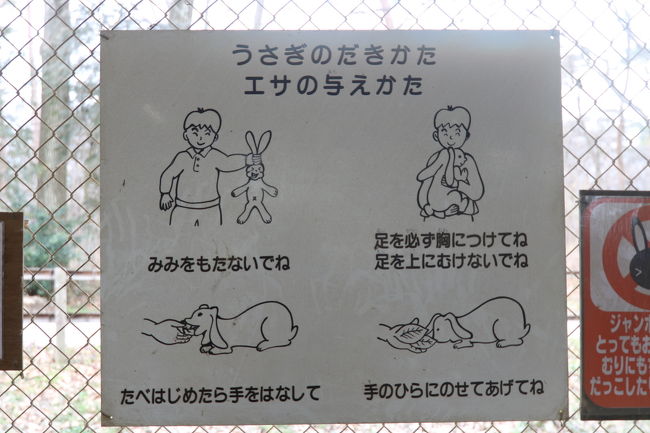 うさぎのだきかた
エサの与えかた
みみをもたないでね
足を必ず胸につけてね
足を上にむけないでね
たべはじめたら手をはなして
手のひらにのせてあげてね
ジャン
とっても
むりに
だっこした